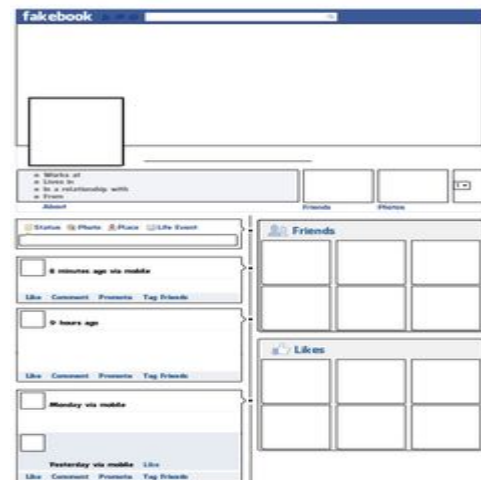 fakebook
Works at
Lives in
In a relationship with
From
About
Friends
Photos
1
Status Photo Place Life Event
Friends
6 minutes ago via mobile
Like Comment Promote Tag Friends
9 hours ago
Likes
Like Comment Promote Tag Friends
Monday via mobile
Yesterday via mobile Like
Like Comment Promote Tag Friends